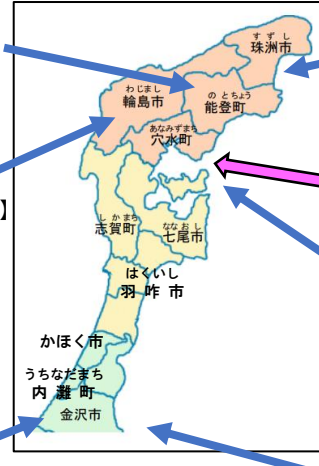 すずし
珠洲市
わじまし
輪島市
のとちょう
能登町
あなみずまち
穴水町
】
しかまち
志賀町
ななおし
七尾市
はくいし
羽咋市
かほく市
うちなだまち
内灘町
金沢市